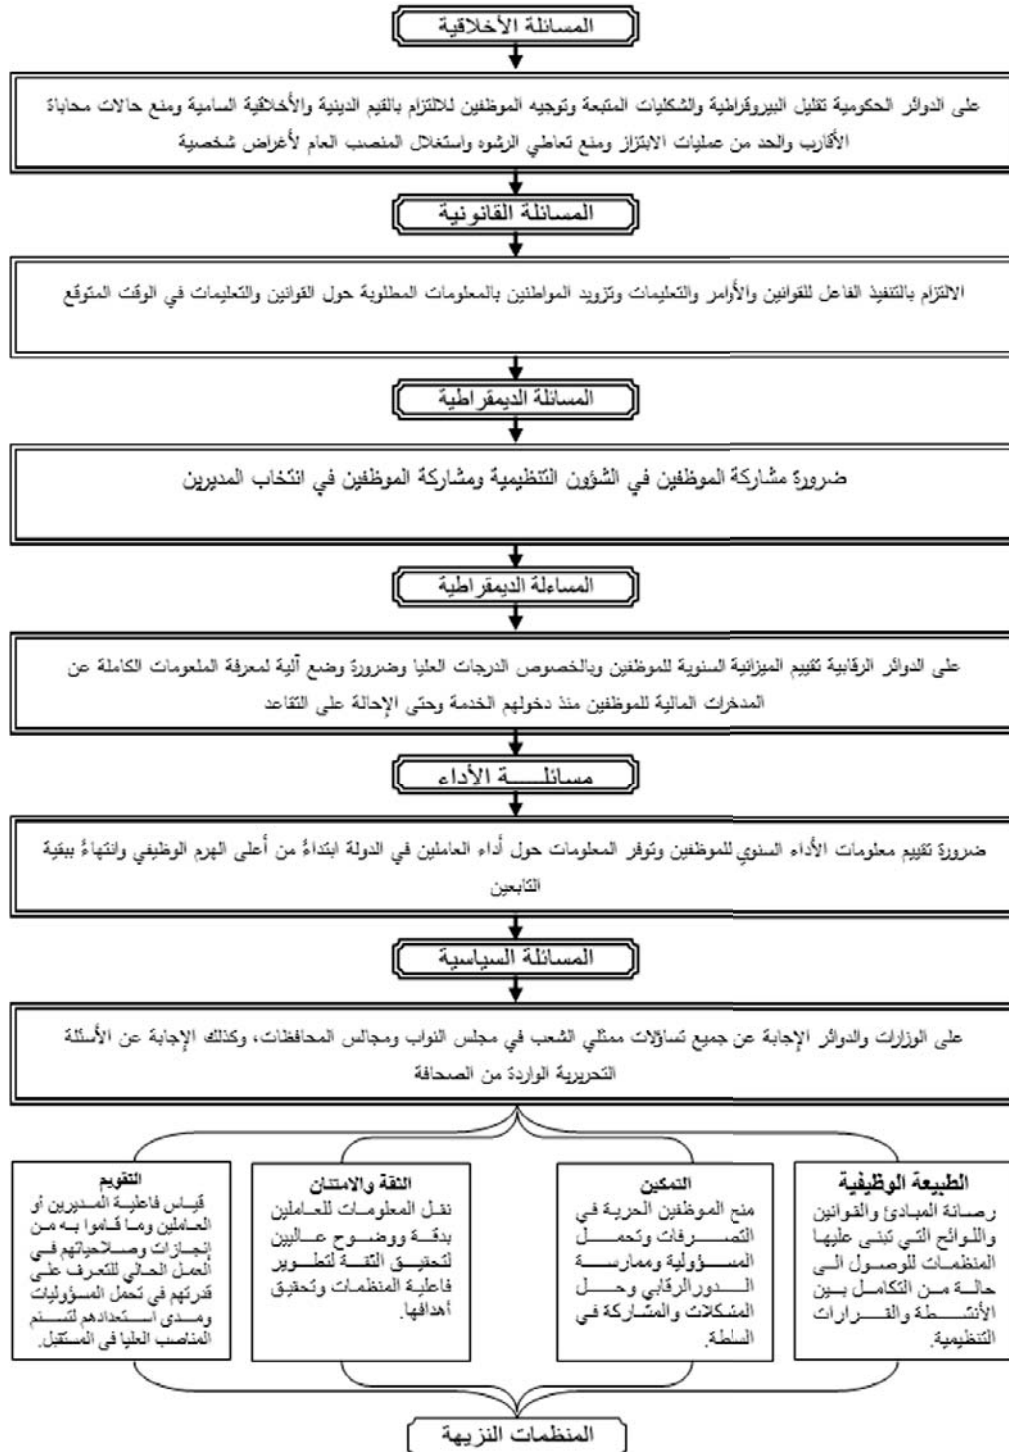 المسائلة الأخلاقية
على الدوائر الحكومية تقليل البيروقراطية والشكليات المتبعة وتوجيه الموظفين للالتزام بالقيم الدينية والأخلاقية السامية ومنع حالات محاباة
الأقارب والحد من عمليات الابتزاز ومنع تعاطي الرشوه واستغلال المنصب العام لأغراض شخصية
المسائلة القانونية
الالتزام بالتنفيذ الفاعل للقوانين والأوامر والتعليمات وتزويد المواطنين بالمعلومات المطلوبة حول القوانين والتعليمات في الوقت المتوقع
المسائلة الديمقراطية
ضرورة مشاركة الموظفين في الشؤون التنظيمية ومشاركة الموظفين في انتخاب المديرين
المساءلة الديمقراطية
على الدوائر الرقابية تقييم الميزانية السنوية للموظفين وبالخصوص الدرجات العليا وضرورة وضع آلية لمعرفة الملعومات الكاملة عن
المدخرات المالية للموظفين منذ دخولهم الخدمة وحتى الإحالة على التقاعد
مسائلـــــة الأداء
ضرورة تقييم معلومات الأداء السنوي للموظفين وتوفر المعلومات حول أداء العاملين في الدولة ابتداءً من أعلى الهرم الوظيفي وانتهاءً ببقية
التابعين
المسائلة السياسية
على الوزارات والدوائر الإجابة عن جميع تساؤلات ممثلي الشعب في مجلس النواب ومجالس المحافظات، وكذلك الإجابة عن الأسئلة
التحريرية الواردة من الصحافة
الطبيعة الوظيفية
رصانة المبادئ والقوانين
واللوائح التي تبنى عليها
المنظمات للوصول الى
حالة من التكامل بين
الأنشطة والقرارات
التنظيمية.
التمكين
منح الموظفين الحرية في
التصرفات وتحمل
المسؤولية وممارسة
الدور الرقابي وحل
المشكلات والمشاركة في
السلطة.
الثقة والامتنان
نقل المعلومات للعاملين
بدقة ووضوح عاليين
لتحقيق الثقة لتطوير
فاعلية المنظمات وتحقيق
أهدافها.
التقويم
قياس فاعلية المديرين أو
العاملين وما قاموا به من
إنجازات وصلاحياتهم في
العمل الحالي للتعرف على
قدرتهم في تحمل المسؤوليات
ومدى استعدادهم لتسنم
المناصب العليا في المستقبل.
المنظمات النزيهة